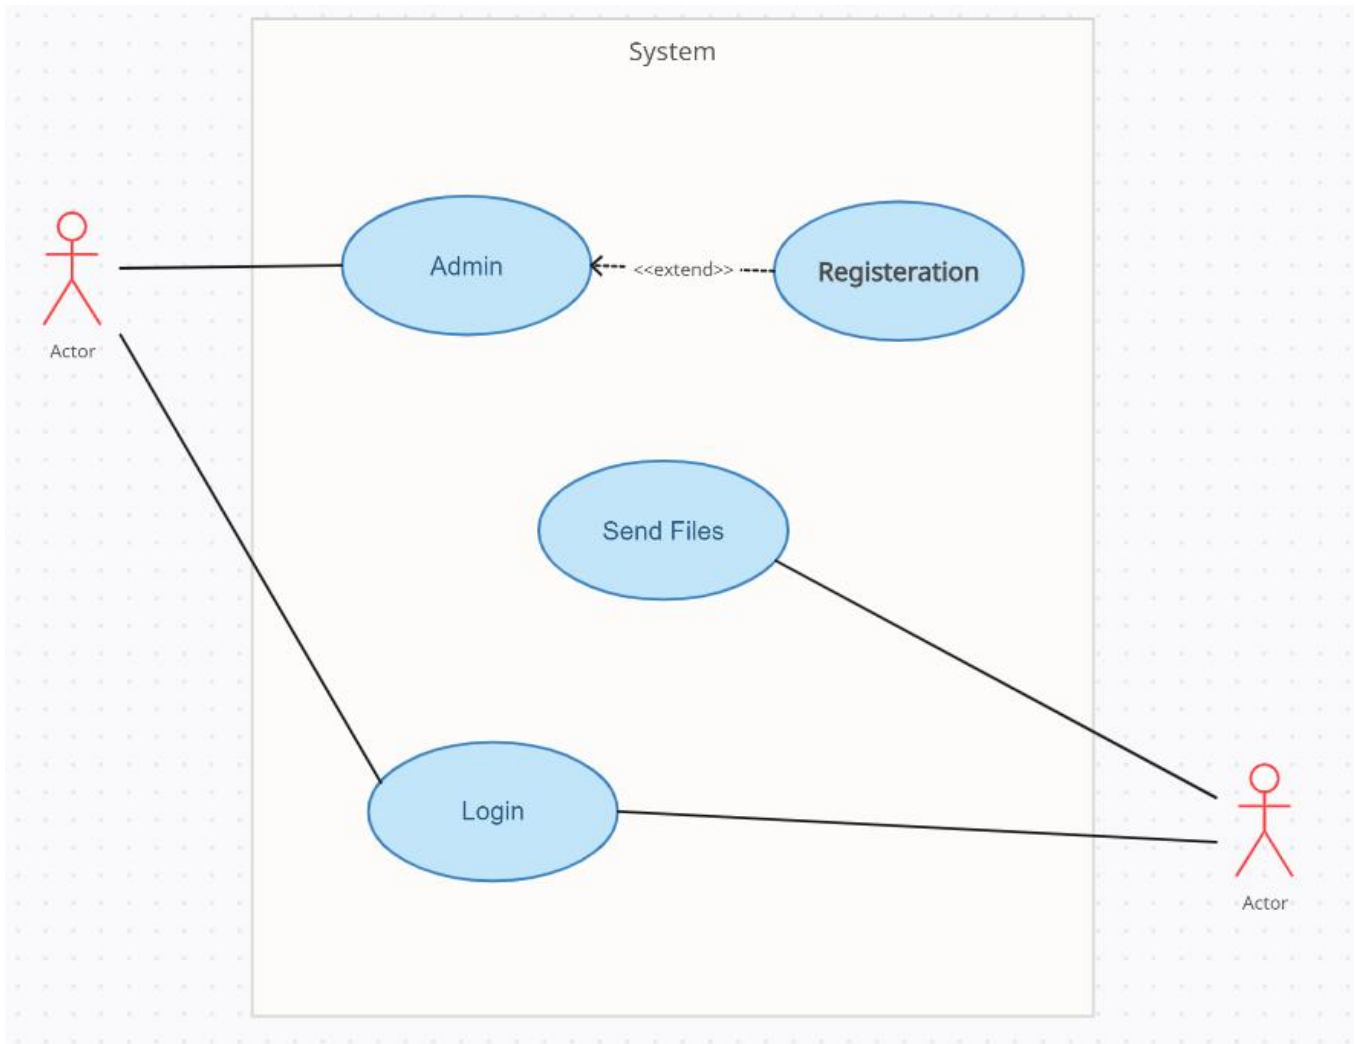 System
Admin
<<extend>>
Registeration
Actor
Send Files
Login
Actor